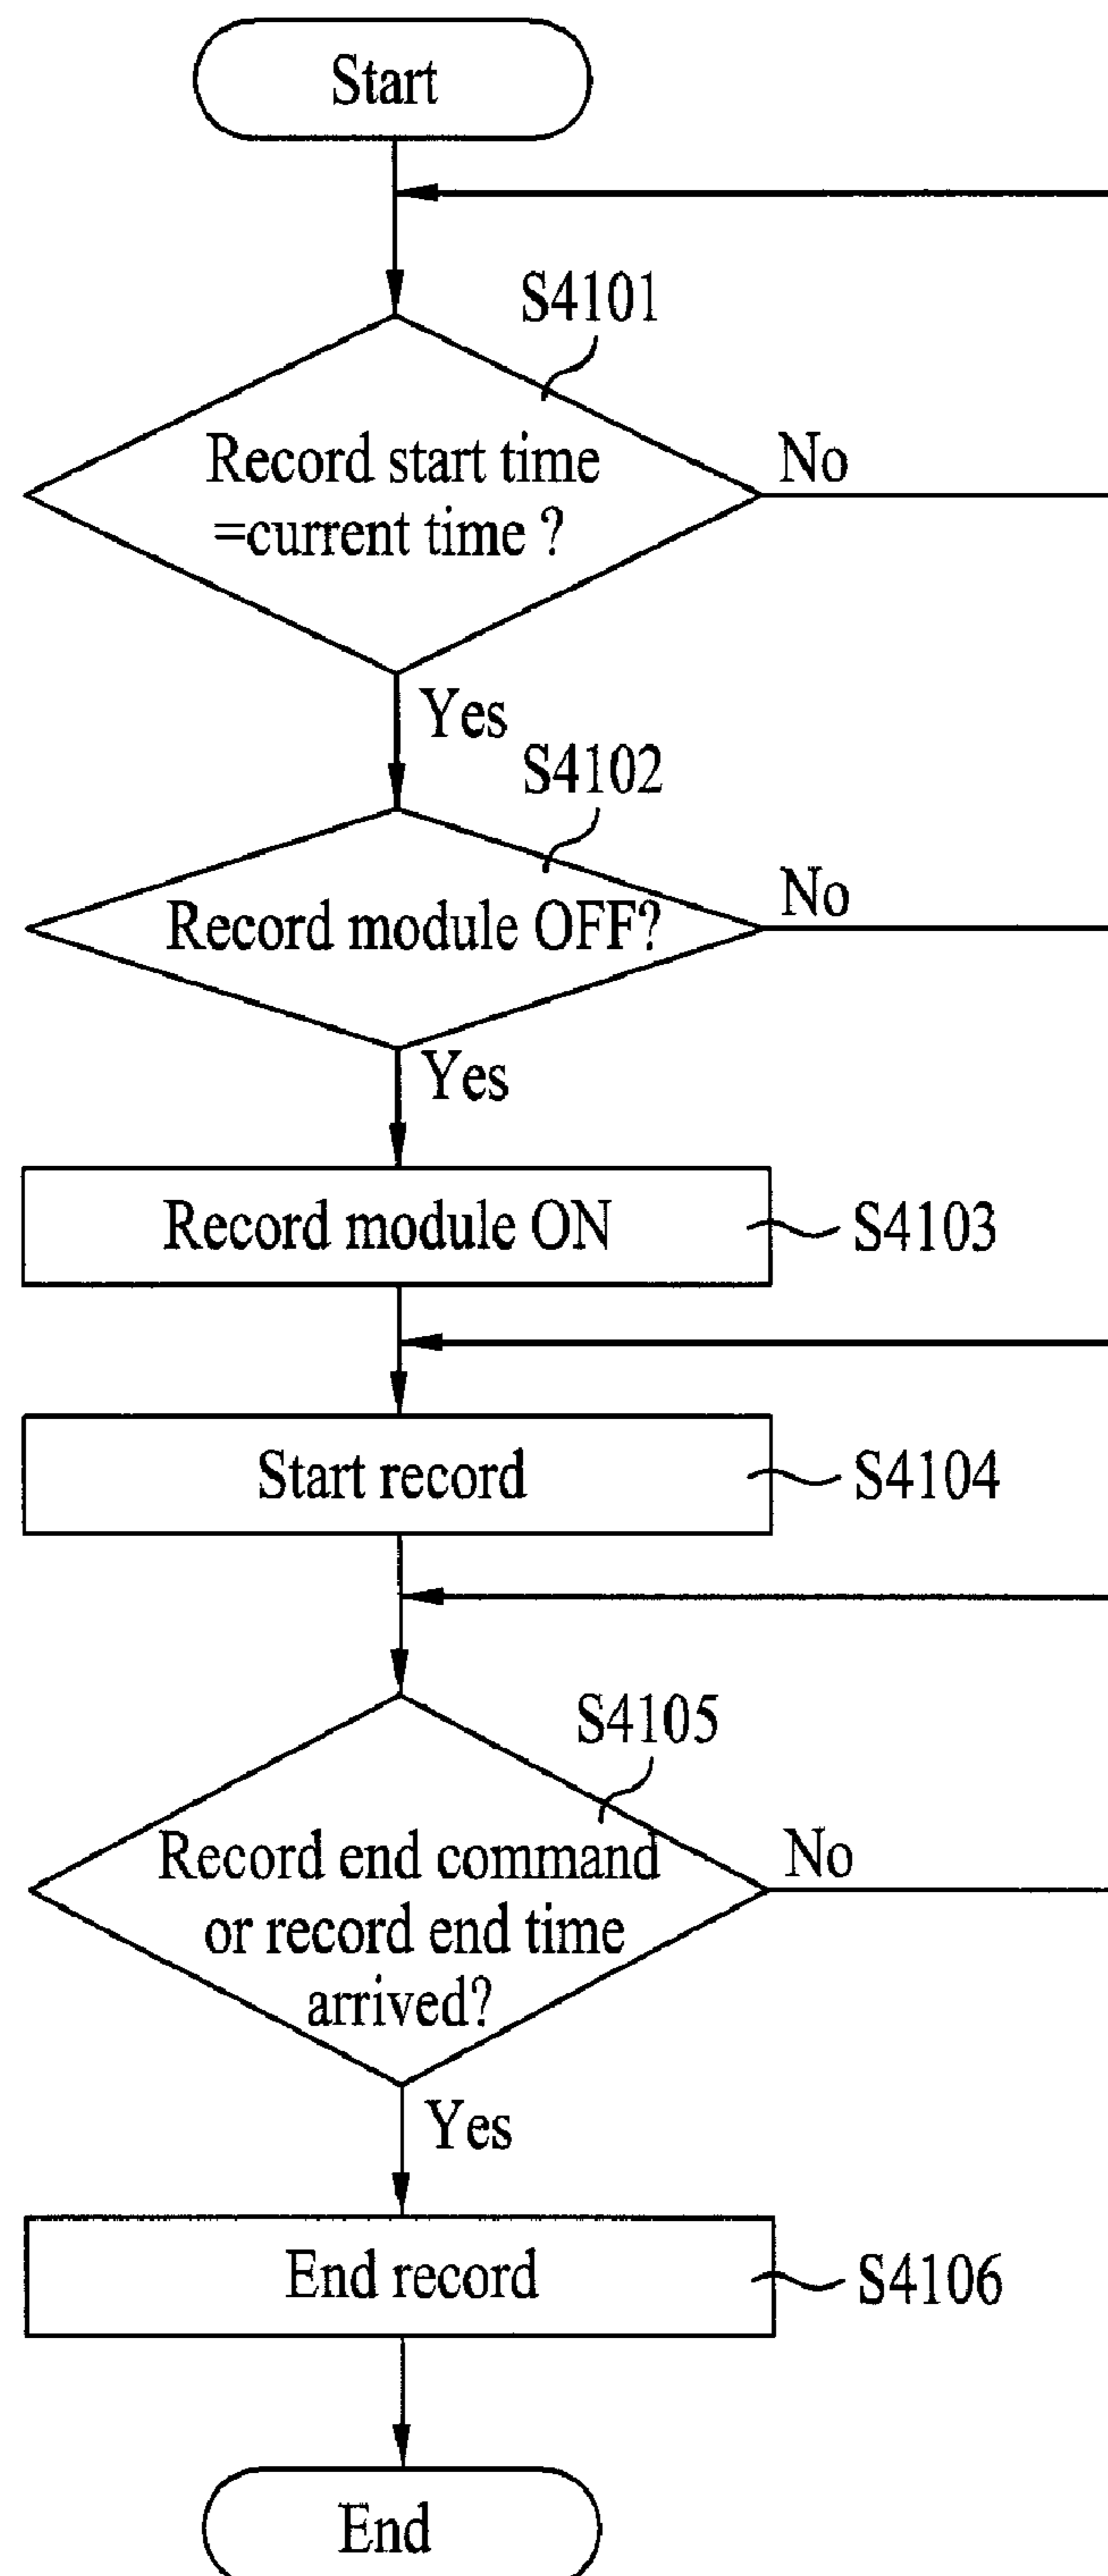 Start
S4101
Record start time
=current time ?
No
Yes
S4102
Record module OFF?
No
Yes
Record module ON
S4103
Start record
S4104
S4105
Record end command
or record end time
arrived?
No
Yes
End record
S4106
End